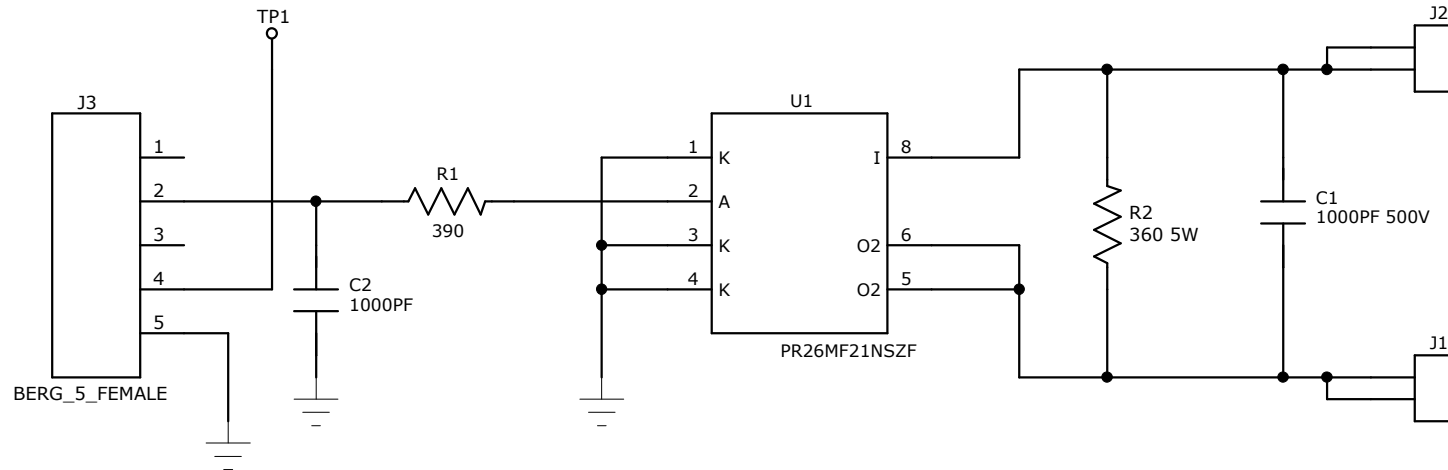 TP1
J2
J3
U1
1
1
K
I
8
R1
2
2
A
390
R2
360 5W
C1
1000PF 500V
3
3
K
O2
6
4
4
K
O2
5
C2
1000PF
5
PR26MF21NSZF
J1
BERG_5_FEMALE